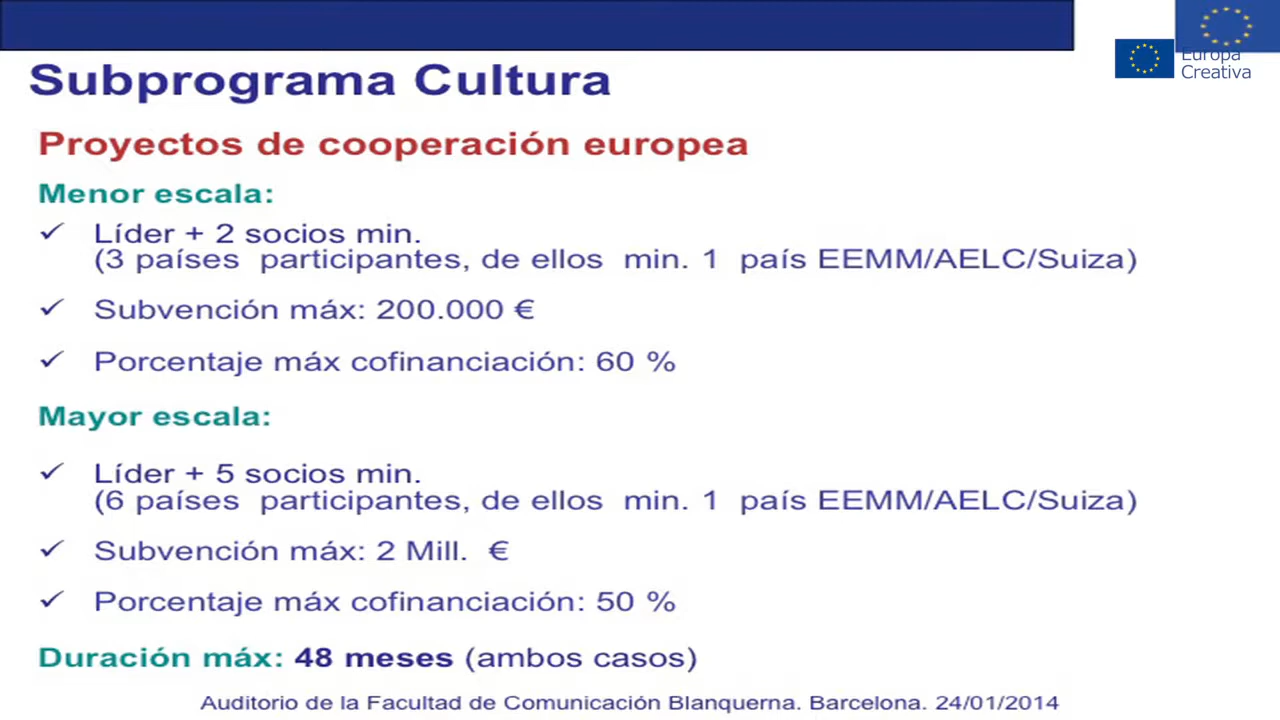 Europa
Creativa
Subprograma Cultura
Proyectos de cooperación europea
Menor escala:
✓ Líder + 2 socios min.
(3 países participantes, de ellos min. 1 país EEMM/AELC/Suiza)
✓ Subvención máx: 200.000 €
✓ Porcentaje máx cofinanciación: 60 %
Mayor escala:
✓ Líder + 5 socios min.
(6 países participantes, de ellos min. 1 país EEMM/AELC/Suiza)
✓ Subvención máx: 2 Mill. €
✓ Porcentaje máx cofinanciación: 50 %
Duración máx: 48 meses (ambos casos)
Auditorio de la Facultad de Comunicación Blanquerna. Barcelona. 24/01/2014